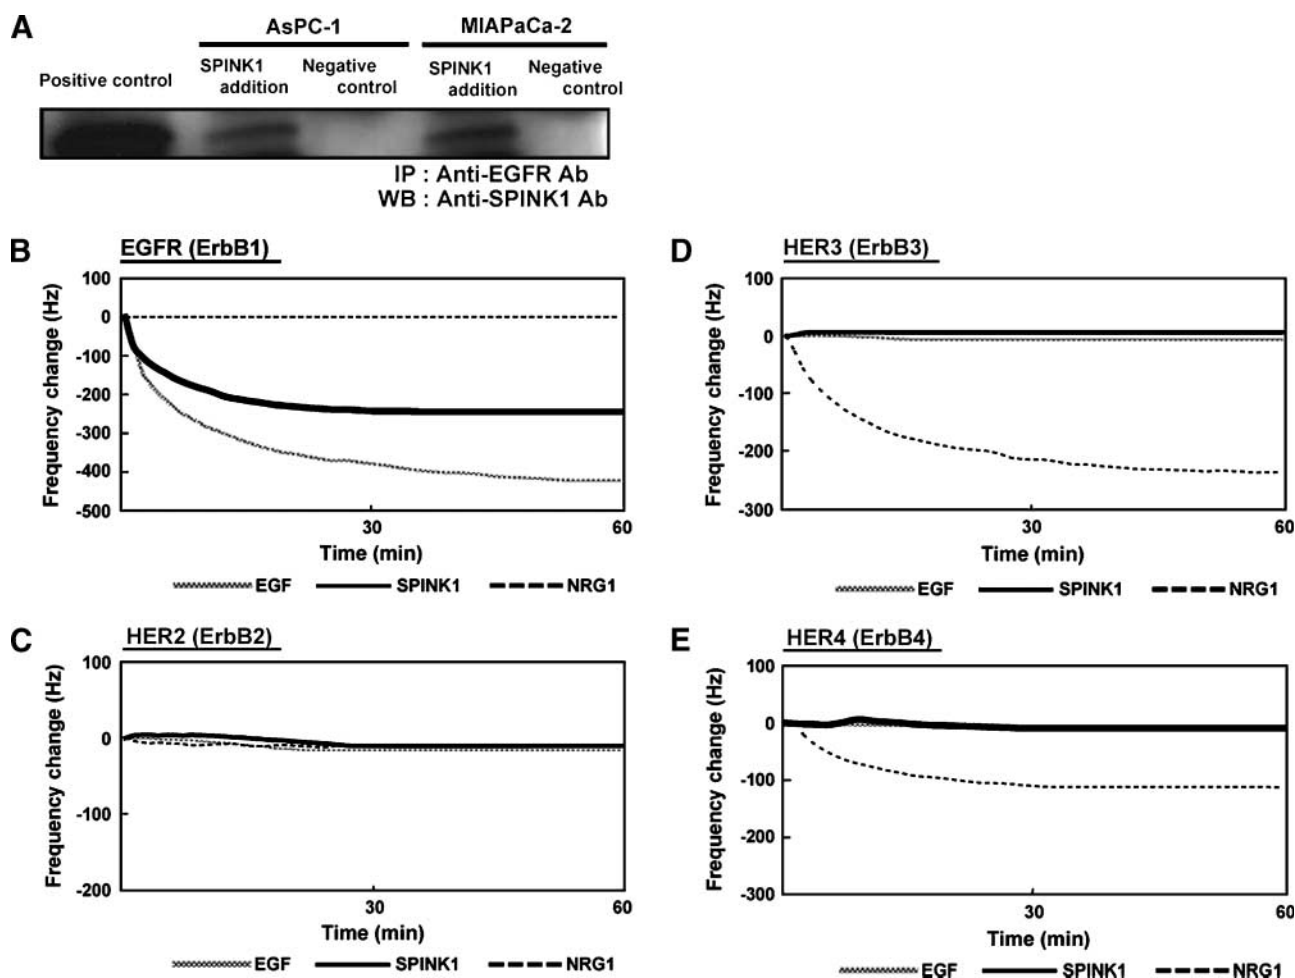 A
AsPC-1 MIAPaCa-2
Positive control
SPINK1 addition
Negative control
SPINK1 addition
Negative control
IP : Anti-EGFR Ab
WB : Anti-SPINK1 Ab
B
EGFR (ErbB1)
Frequency change (Hz)
100
0
-100
-200
-300
-400
-500
30 60
Time (min)
EGF SPINK1 NRG1
C
HER2 (ErbB2)
Frequency change (Hz)
100
0
-100
-200
30 60
Time (min)
EGF SPINK1 NRG1
D
HER3 (ErbB3)
Frequency change (Hz)
100
0
-100
-200
-300
30 60
Time (min)
EGF SPINK1 NRG1
E
HER4 (ErbB4)
Frequency change (Hz)
100
0
-100
-200
-300
30 60
Time (min)
EGF SPINK1 NRG1